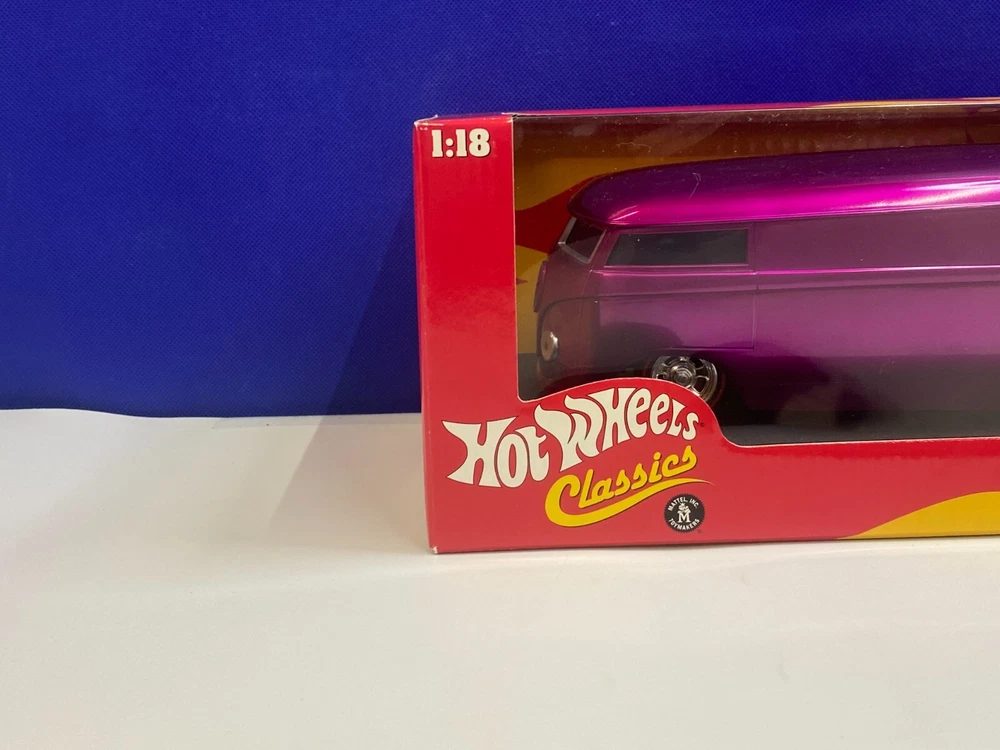 1:18
Hot Wheels
Classics
MATTEL, INC.
M
TOYMAKERS